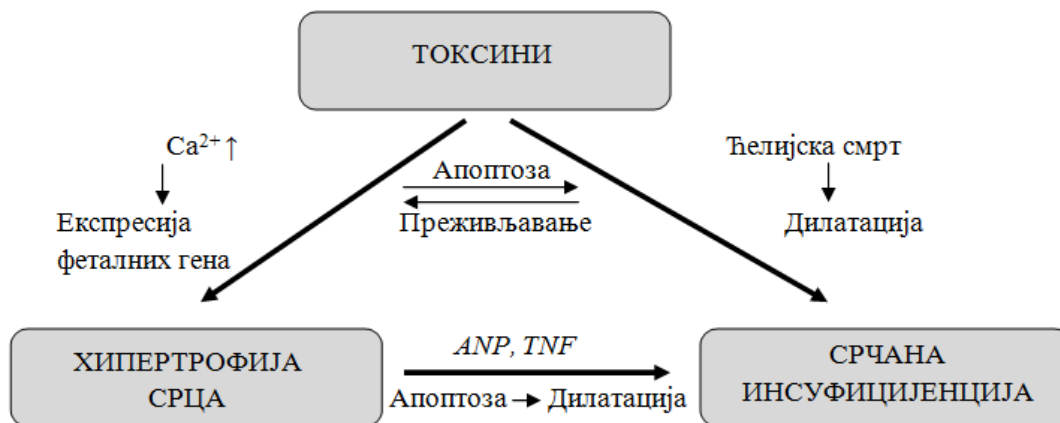 ТОКСИНИ
Ca²⁺ ↑
Експресија
феталних гена
Апоптоза
Преживљавање
Ћелијска смрт
Дилатација
ХИПЕРТРОФИЈА
СРЦА
ANP, TNF
Апоптоза → Дилатација
СРЧАНА
ИНСУФИЦИЈЕНЦИЈА